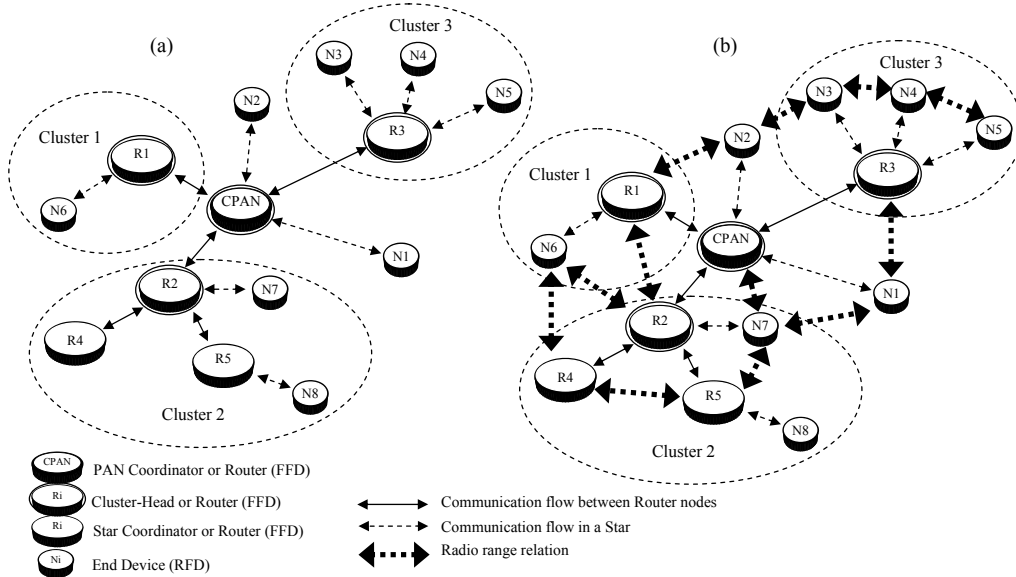 (a)
Cluster 3
N3
N4
N5
R3
N2
Cluster 1
R1
N6
CPAN
N1
R2
N7
R4
R5
N8
Cluster 2
(b)
Cluster 3
N3
N4
N5
R3
N2
Cluster 1
R1
N6
CPAN
N1
R2
N7
R4
R5
N8
Cluster 2
CPAN PAN Coordinator or Router (FFD)
Ri Cluster-Head or Router (FFD)
Ri Star Coordinator or Router (FFD)
Ni End Device (RFD)
Communication flow between Router nodes
Communication flow in a Star
Radio range relation